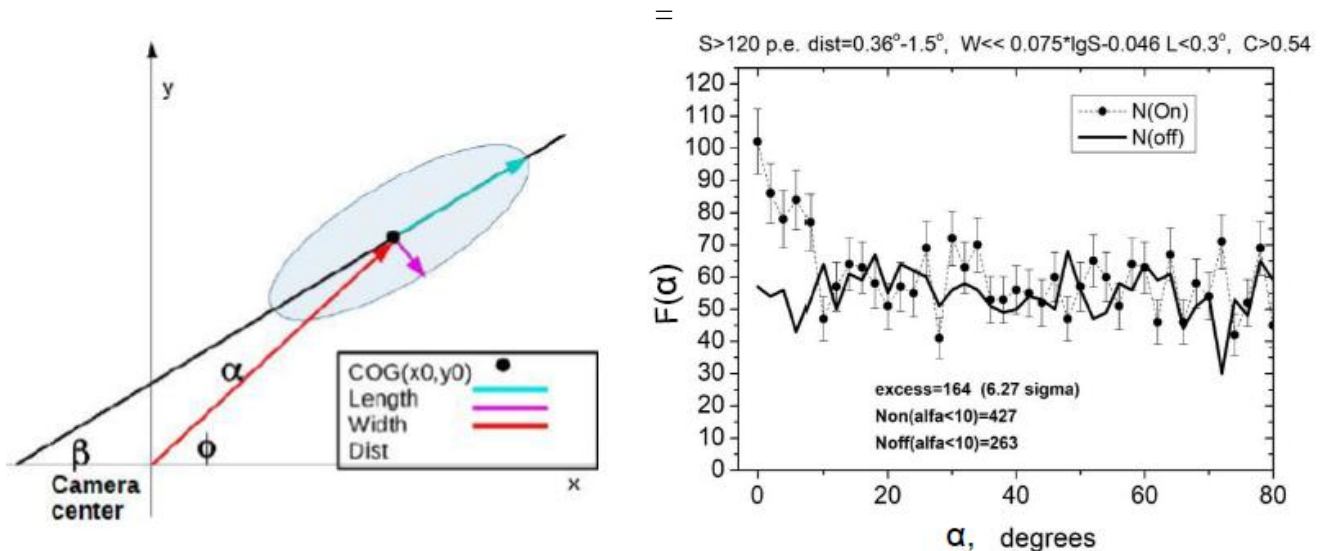 =
y
α
β
ϕ
Camera
center
x
COG(x0,y0)
Length
Width
Dist
S>120 p.e. dist=0.36°-1.5°, W<< 0.075*lgS-0.046 L<0.3°, C>0.54
F(α)
120
110
100
90
80
70
60
50
40
30
20
10
0
N(On)
N(off)
excess=164 (6.27 sigma)
Non(alfa<10)=427
Noff(alfa<10)=263
0 20 40 60 80
α, degrees